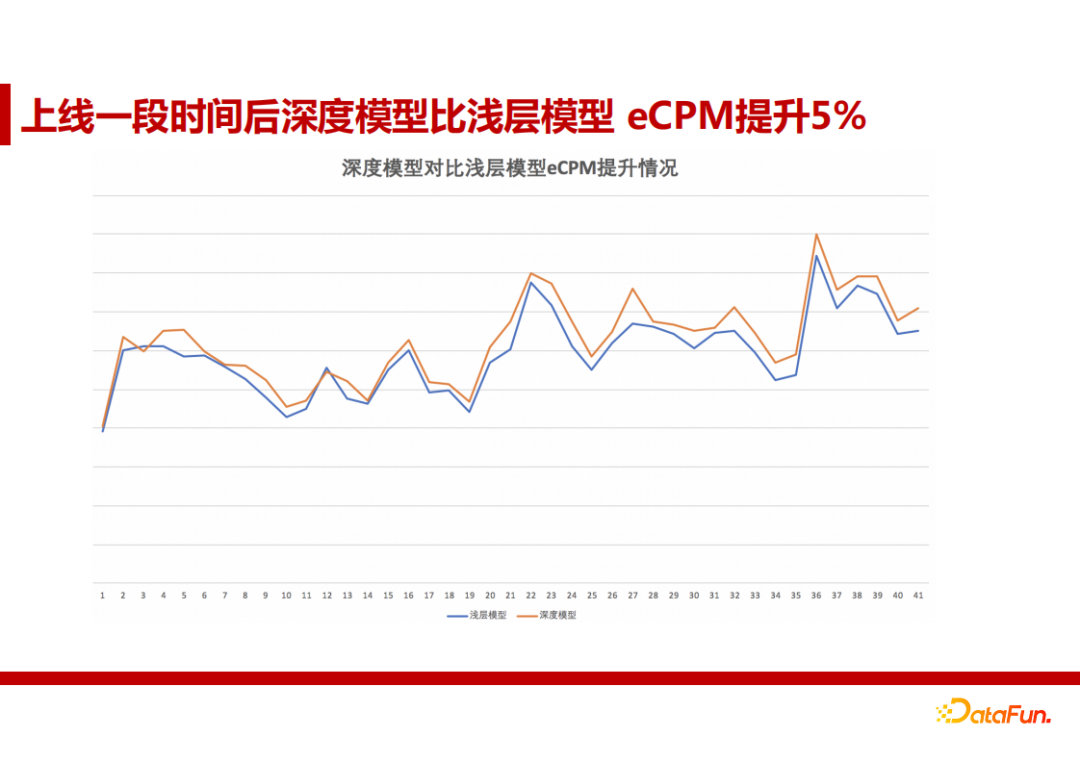 上线一段时间后深度模型比浅层模型 eCPM提升5%
深度模型对比浅层模型eCPM提升情况
1 2 3 4 5 6 7 8 9 10 11 12 13 14 15 16 17 18 19 20 21 22 23 24 25 26 27 28 29 30 31 32 33 34 35 36 37 38 39 40 41
浅层模型 深度模型
DataFun.